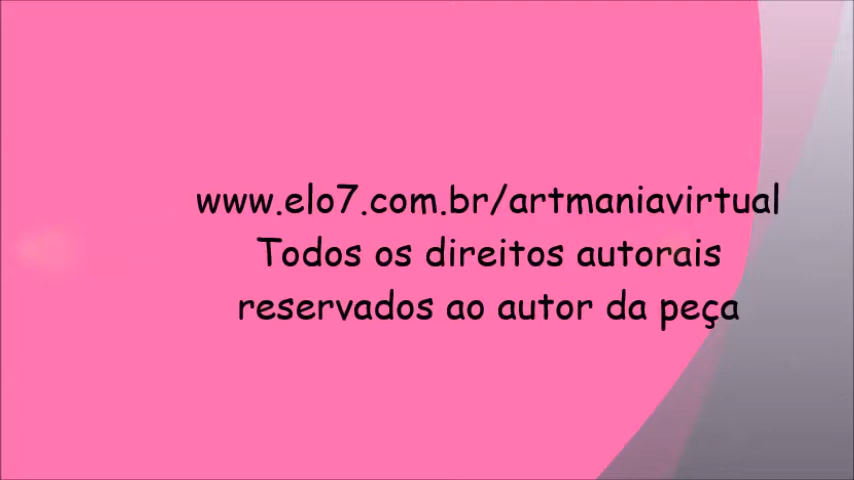 www.elo7.com.br/artmaniavirtual
Todos os direitos autorais
reservados ao autor da peça